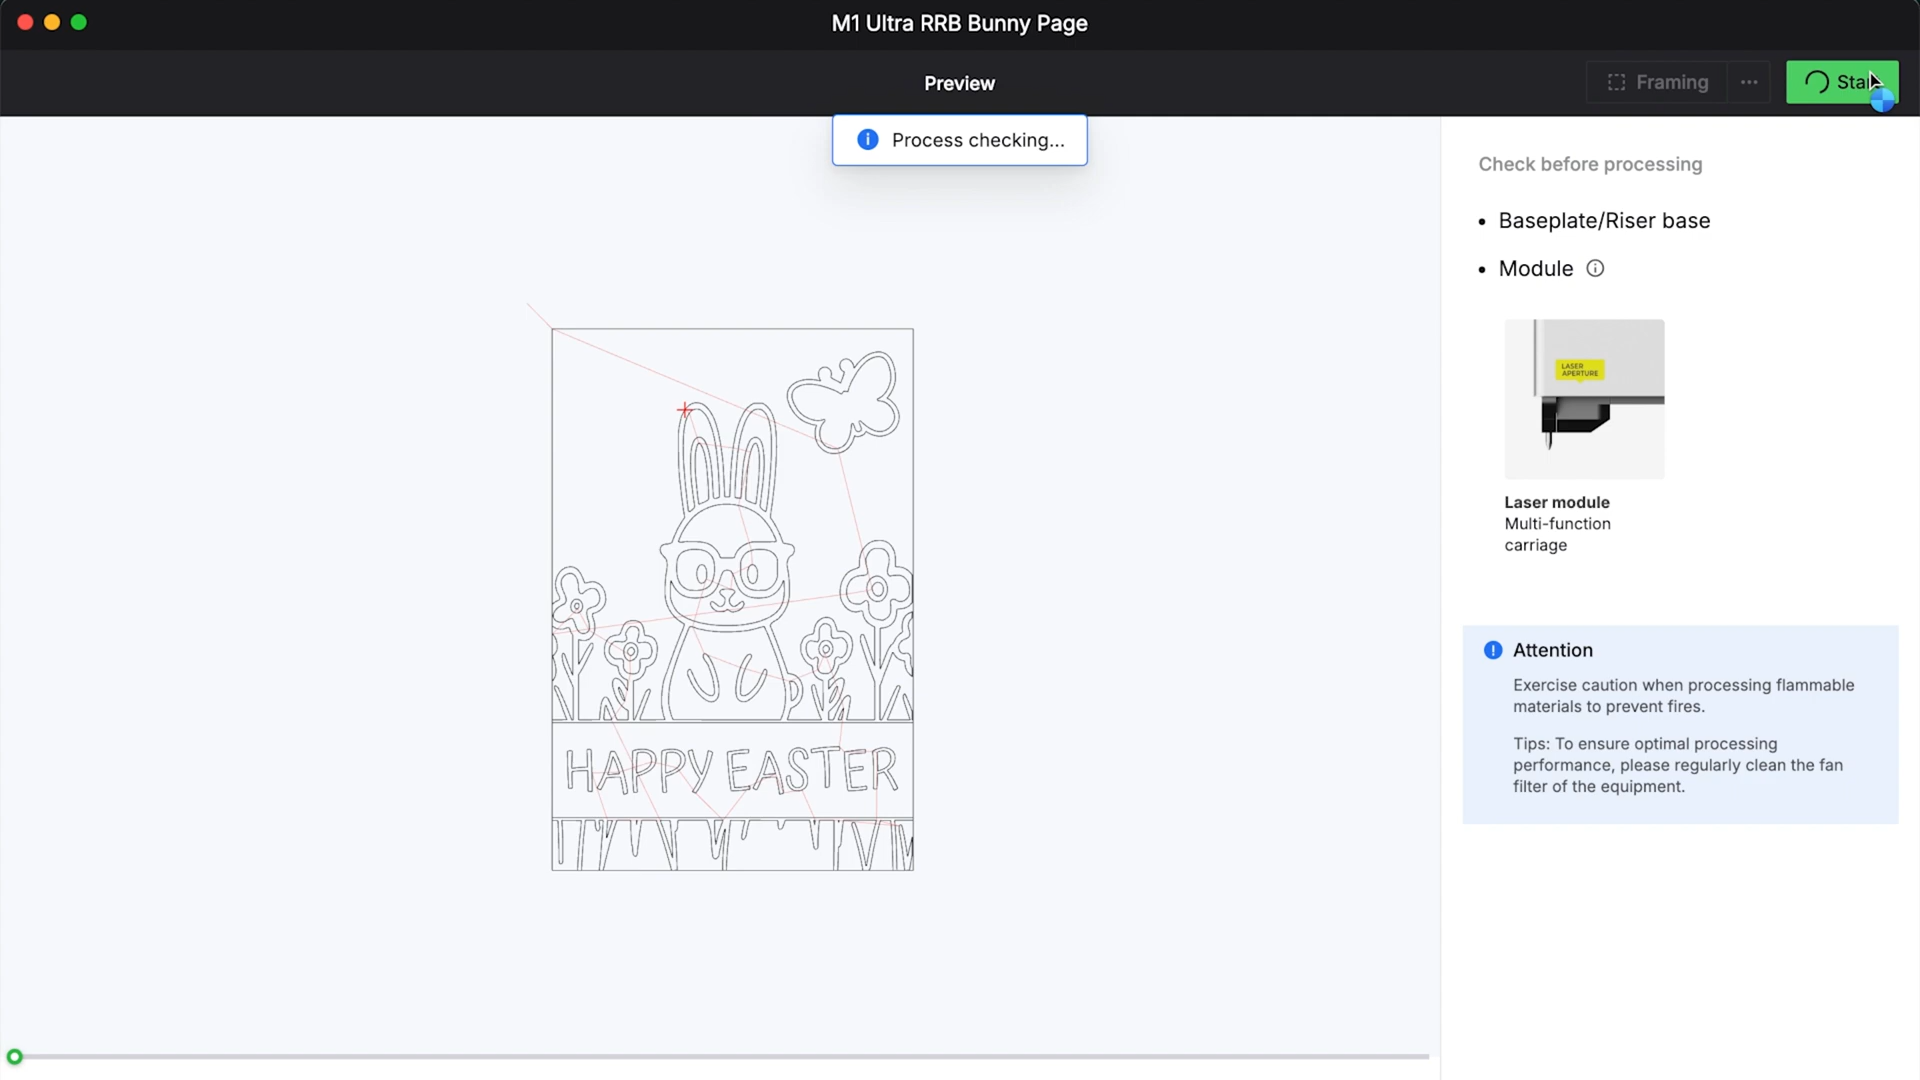 M1 Ultra RRB Bunny Page
Preview
Framing
Process checking...
Check before processing
• Baseplate/Riser base
• Module
LASER
APERTURE
Laser module
Multi-function
carriage
Attention
Exercise caution when processing flammable
materials to prevent fires.
Tips: To ensure optimal processing
performance, please regularly clean the fan
filter of the equipment.
HAPPY EASTER